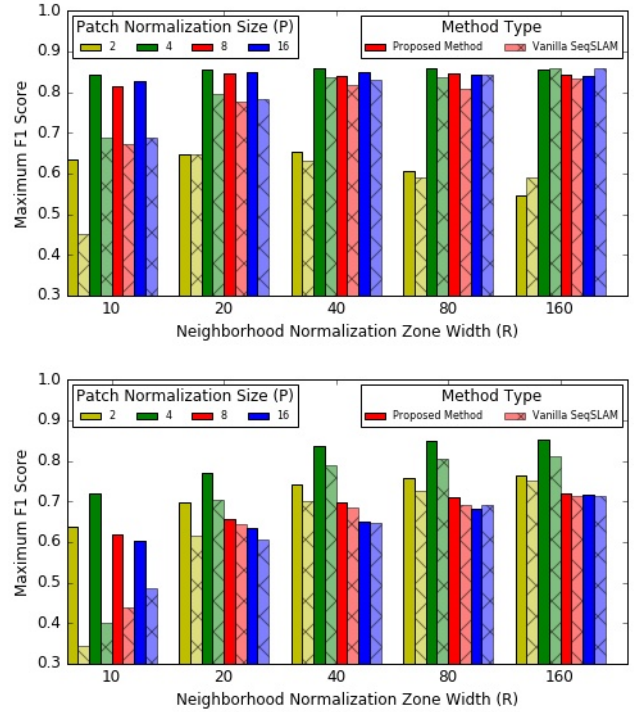 Patch Normalization Size (P)
2 4 8 16
Method Type
Proposed Method Vanilla SeqSLAM
Maximum F1 Score
1.0
0.9
0.8
0.7
0.6
0.5
0.4
0.3
10 20 40 80 160
Neighborhood Normalization Zone Width (R)
Patch Normalization Size (P)
2 4 8 16
Method Type
Proposed Method Vanilla SeqSLAM
Maximum F1 Score
1.0
0.9
0.8
0.7
0.6
0.5
0.4
0.3
10 20 40 80 160
Neighborhood Normalization Zone Width (R)